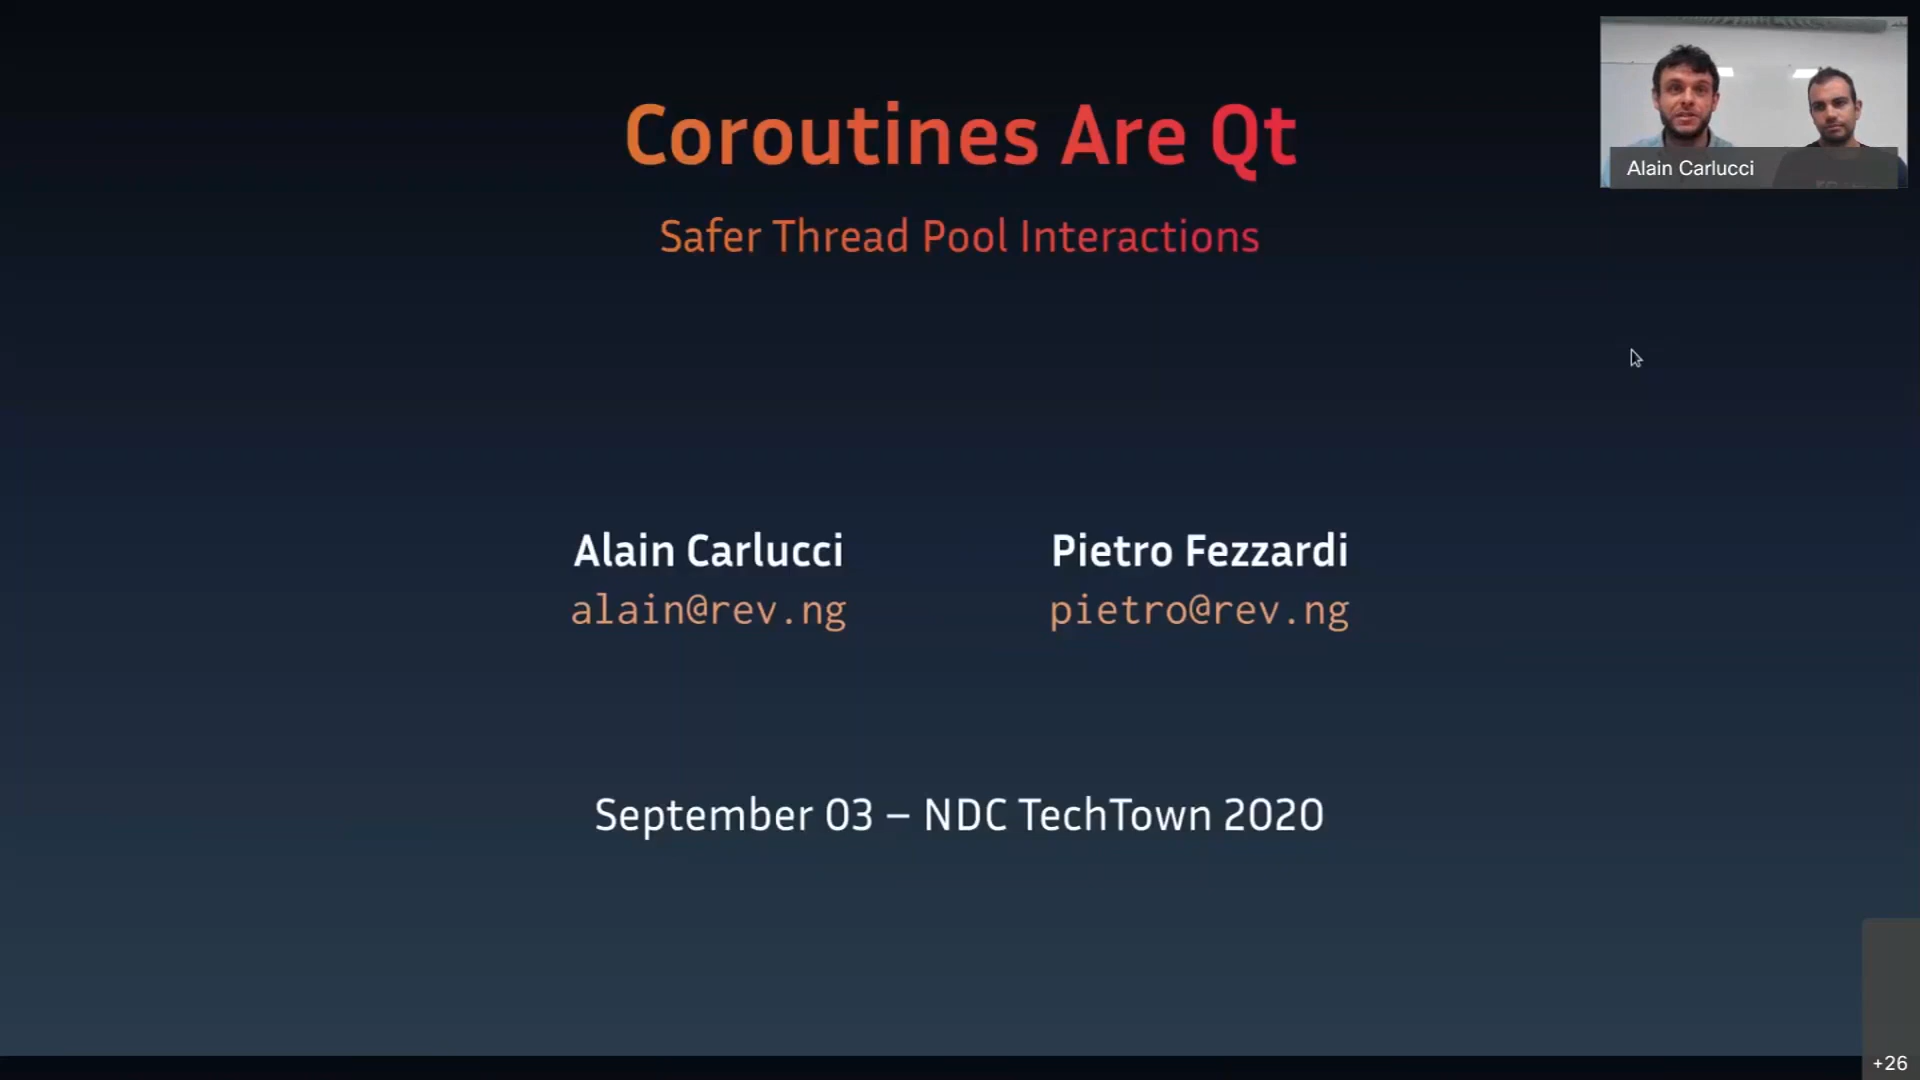 Coroutines Are Qt
Safer Thread Pool Interactions
Alain Carlucci
Alain Carlucci
alain@rev.ng
Pietro Fezzardi
pietro@rev.ng
September 03 – NDC TechTown 2020
+26